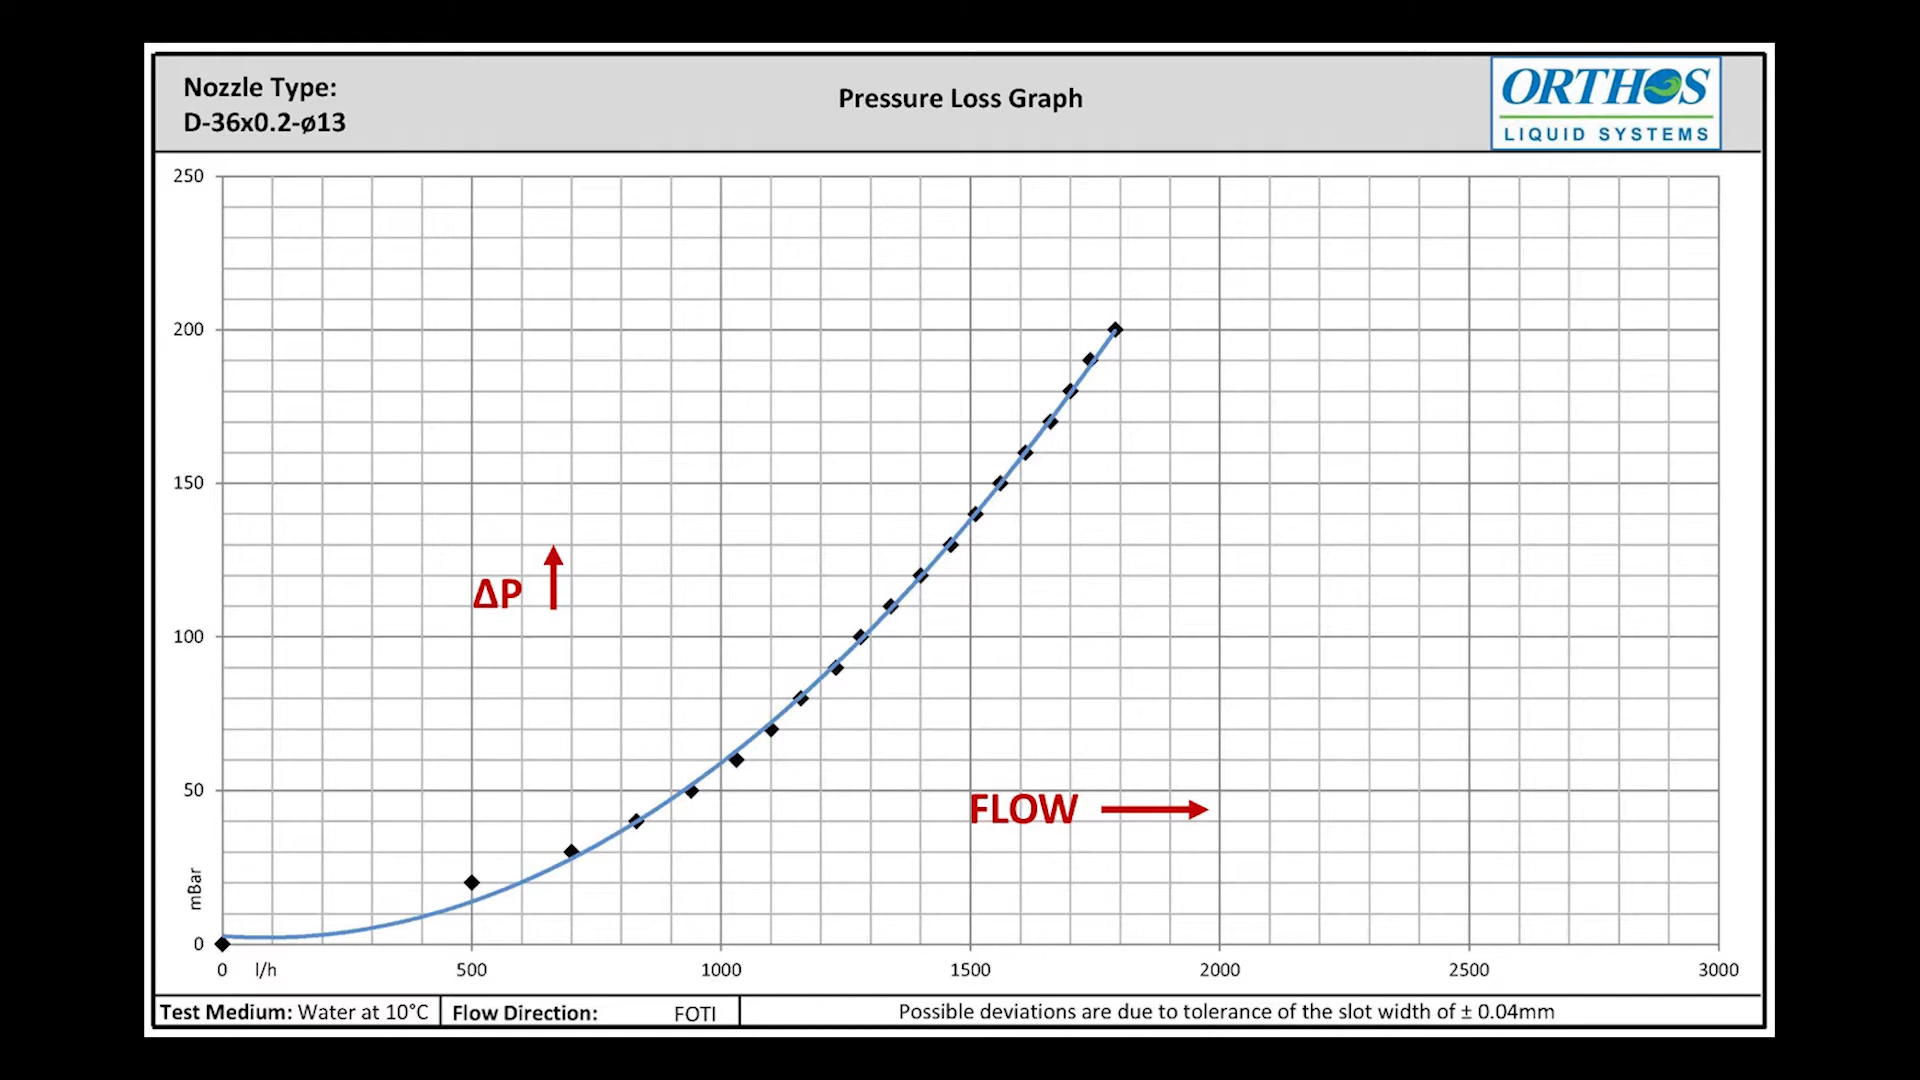 Nozzle Type:
D-36x0.2-ø13
Pressure Loss Graph
ORTHOS
LIQUID SYSTEMS
250
200
150
100
50
0
mBar
ΔP
FLOW
0 l/h 500 1000 1500 2000 2500 3000
Test Medium: Water at 10°C
Flow Direction: FOTI
Possible deviations are due to tolerance of the slot width of ± 0.04mm